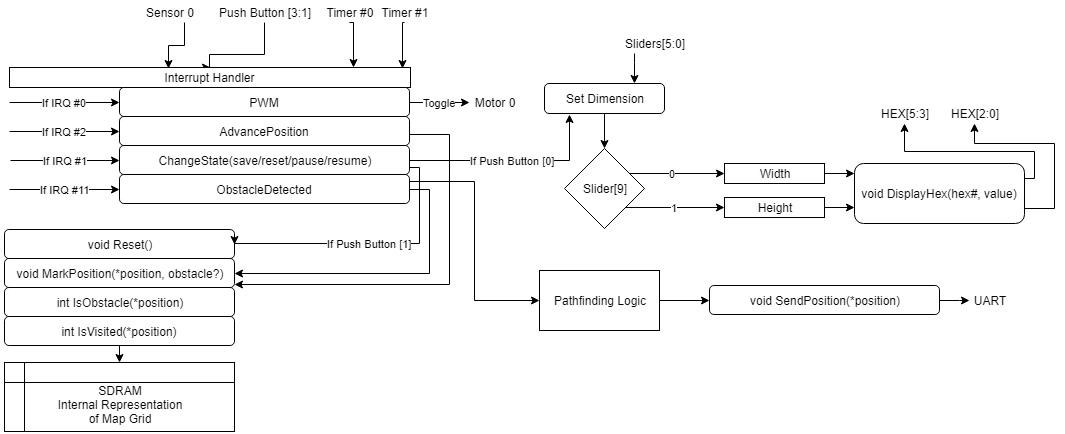 Sensor 0
Push Button [3:1]
Timer #0
Timer #1
Interrupt Handler
If IRQ #0
PWM
Toggle
Motor 0
If IRQ #2
AdvancePosition
If IRQ #1
ChangeState(save/reset/pause/resume)
If Push Button [0]
If IRQ #11
ObstacleDetected
Sliders[5:0]
Set Dimension
Slider[9]
0
Width
1
Height
HEX[5:3]
HEX[2:0]
void DisplayHex(hex#, value)
void Reset()
If Push Button [1]
void MarkPosition(*position, obstacle?)
int IsObstacle(*position)
int IsVisited(*position)
Pathfinding Logic
void SendPosition(*position)
UART
SDRAM
Internal Representation
of Map Grid